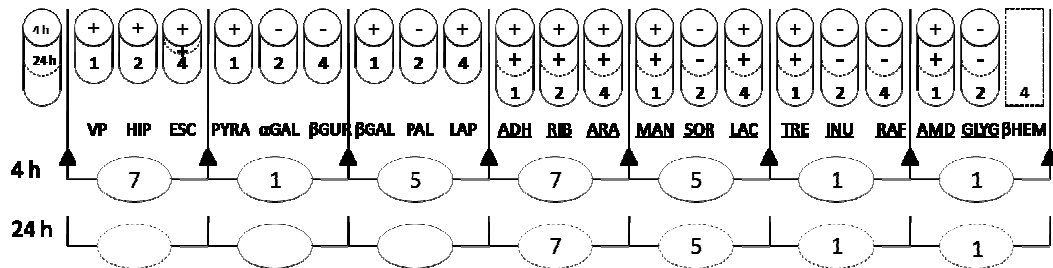 4 h + + + + - - + - + + + + + - + + - - + -
24 h + + + + + - + + - - + -
1 2 4 1 2 4 1 2 4
1 2 4 1 2 4 1 2 4 1 2 4
VP HIP ESC PYRA αGAL βGUR βGAL PAL LAP ADH RIB ARA MAN SOR LAC TRE INU RAF AMD GLYG βHEM
4 h 7 1 5 7 5 1 1
24 h 7 5 1 1